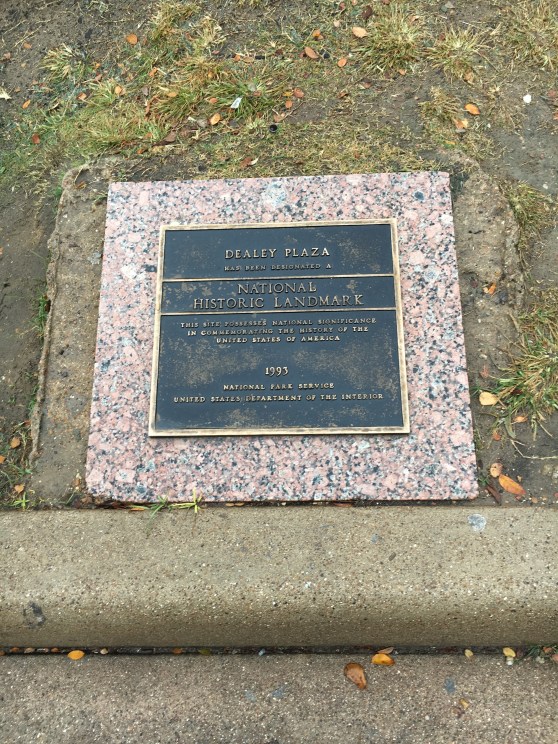 DEALEY PLAZA
HAS BEEN DESIGNATED A
NATIONAL
HISTORIC LANDMARK
THIS SITE POSSESSES NATIONAL SIGNIFICANCE
IN COMMEMORATING THE HISTORY OF THE
UNITED STATES OF AMERICA
1993
NATIONAL PARK SERVICE
UNITED STATES DEPARTMENT OF THE INTERIOR